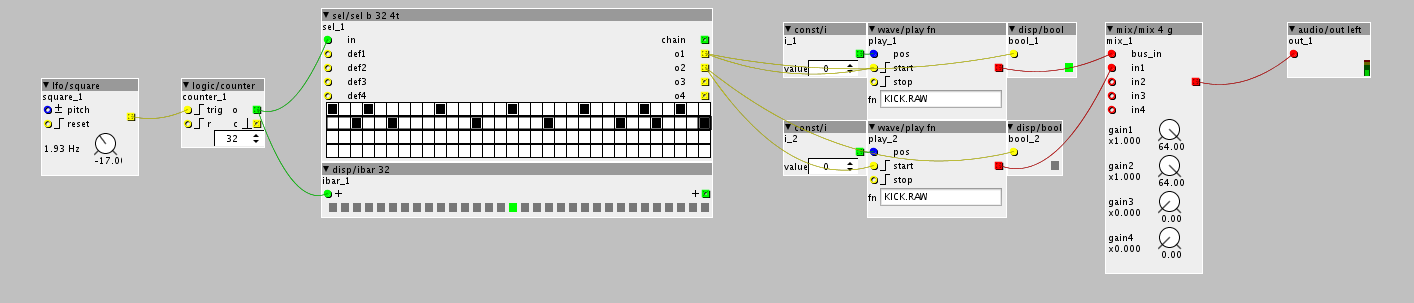 lfo/square
square_1
pitch
reset
1.93 Hz
-17.0
logic/counter
counter_1
trig o
r c
32
sel/sel b 32 4t
sel_1
in chain
def1 o1
def2 o2
def3 o3
def4 o4
disp/ibar 32
ibar_1
+ +
const/i
i_1
value 0
wave/play fn
play_1
pos
start
stop
fn KICK.RAW
disp/bool
bool_1
const/i
i_2
value 0
wave/play fn
play_2
pos
start
stop
fn KICK.RAW
disp/bool
bool_2
mix/mix 4 g
mix_1
bus_in
in1
in2
in3
in4
gain1
x1.000
64.00
gain2
x1.000
64.00
gain3
x0.000
0.00
gain4
x0.000
0.00
audio/out left
out_1